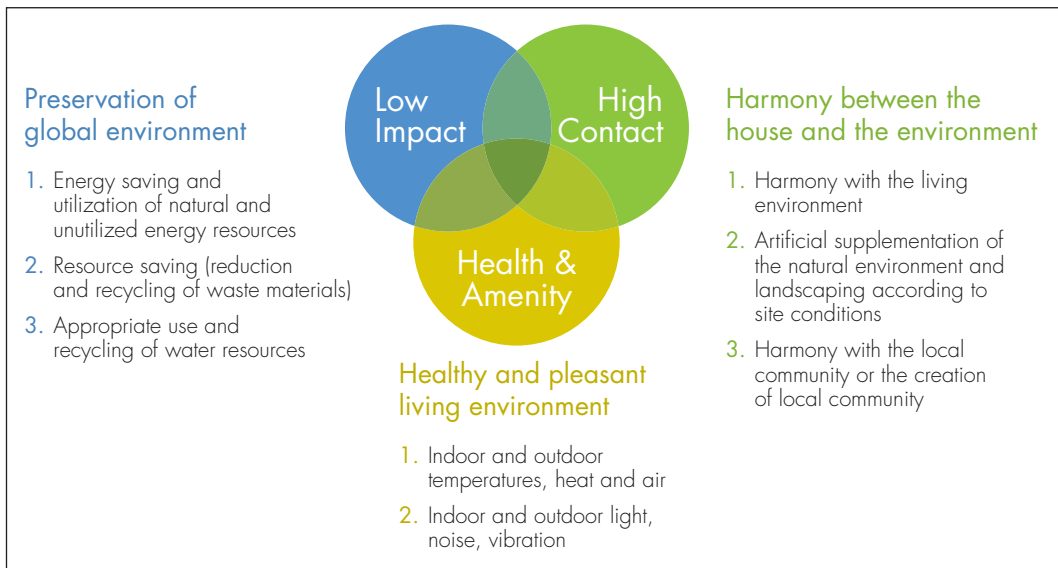 Low
Impact
High
Contact
Health &
Amenity
Preservation of
global environment
1. Energy saving and
utilization of natural and
unutilized energy resources
2. Resource saving (reduction
and recycling of waste materials)
3. Appropriate use and
recycling of water resources
Healthy and pleasant
living environment
1. Indoor and outdoor
temperatures, heat and air
2. Indoor and outdoor light,
noise, vibration
Harmony between the
house and the environment
1. Harmony with the living
environment
2. Artificial supplementation of
the natural environment and
landscaping according to
site conditions
3. Harmony with the local
community or the creation
of local community